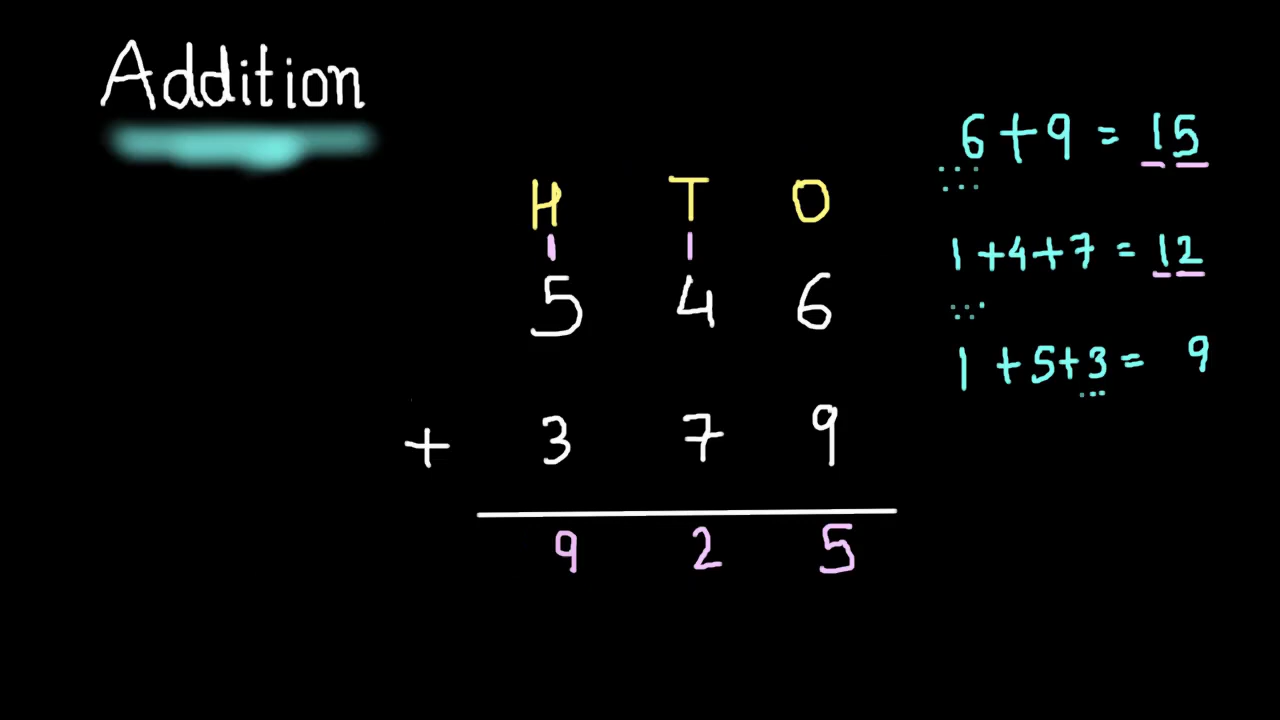 Addition
6+9 = 15
H T O
1 1
1+4+7 = 12
5 4 6
1+5+3= 9
+ 3 7 9
9 2 5